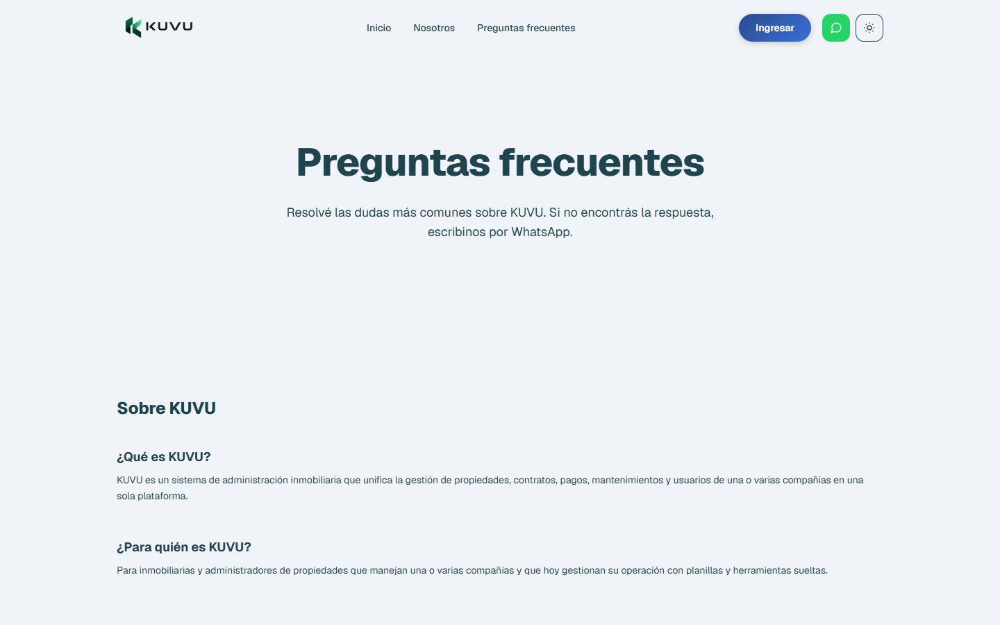 KUVU
Inicio
Nosotros
Preguntas frecuentes
Ingresar
Preguntas frecuentes
Resolvé las dudas más comunes sobre KUVU. Si no encontrás la respuesta,
escribinos por WhatsApp.
Sobre KUVU
¿Qué es KUVU?
KUVU es un sistema de administración inmobiliaria que unifica la gestión de propiedades, contratos, pagos, mantenimientos y usuarios de una o varias compañías en una
sola plataforma.
¿Para quién es KUVU?
Para inmobiliarias y administradores de propiedades que manejan una o varias compañías y que hoy gestionan su operación con planillas y herramientas sueltas.